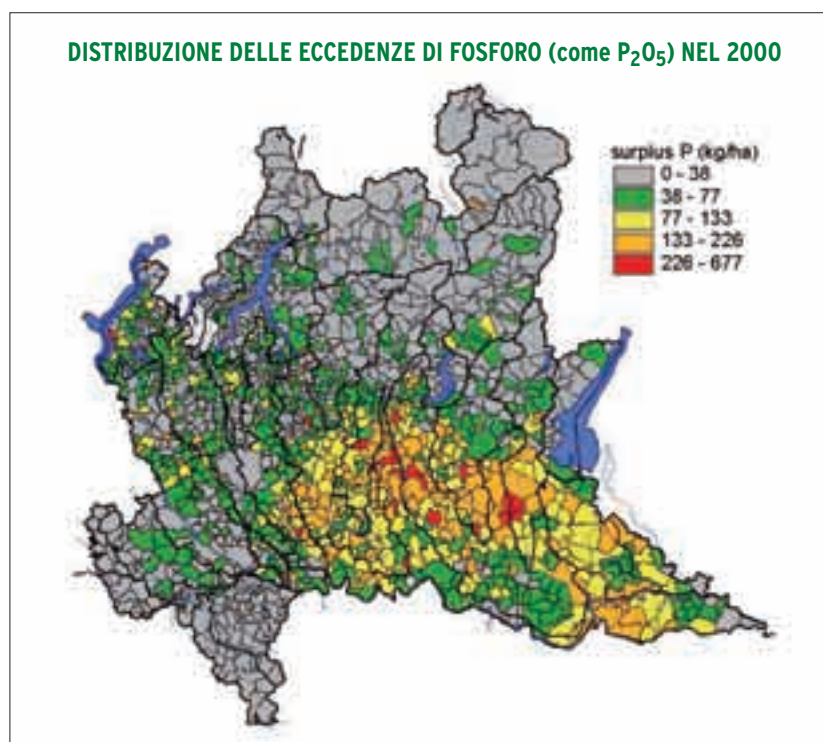 DISTRIBUZIONE DELLE ECCEDENZE DI FOSFORO (come P₂O₅) NEL 2000
surplus P (kg/ha)
0 - 38
38 - 77
77 - 133
133 - 226
226 - 677